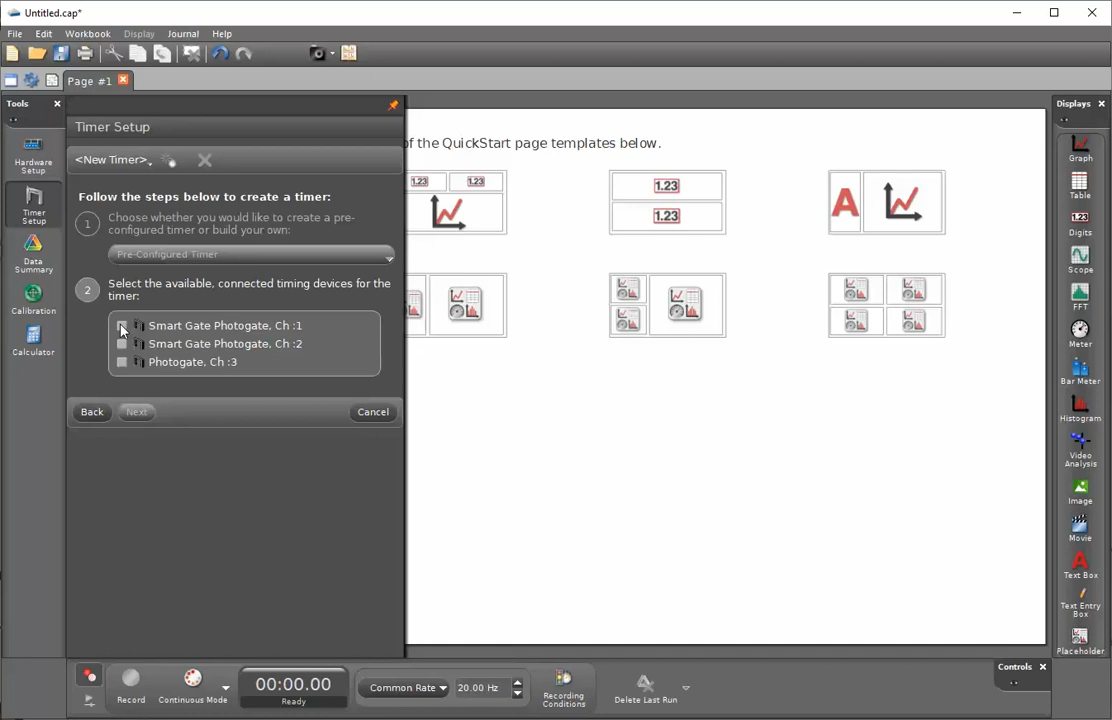 Untitled.cap*
File Edit Workbook Display Journal Help
Page #1
Tools
Timer Setup
<New Timer>
Follow the steps below to create a timer:
1
Choose whether you would like to create a pre-
configured timer or build your own:
Pre-Configured Timer
2
Select the available, connected timing devices for the
timer:
Smart Gate Photogate, Ch :1
Smart Gate Photogate, Ch :2
Photogate, Ch :3
Back Next Cancel
Hardware
Setup
Timer
Setup
Data
Summary
Calibration
Calculator
of the QuickStart page templates below.
1.23 1.23
1.23
1.23
A
Displays
Graph
Table
1.23
Digits
Scope
FFT
Meter
Bar Meter
Histogram
Video
Analysis
Image
Movie
A
Text Box
Text Entry
Box
Placeholder
Record
Continuous Mode
00:00.00
Ready
Common Rate
20.00 Hz
Recording
Conditions
Delete Last Run
Controls